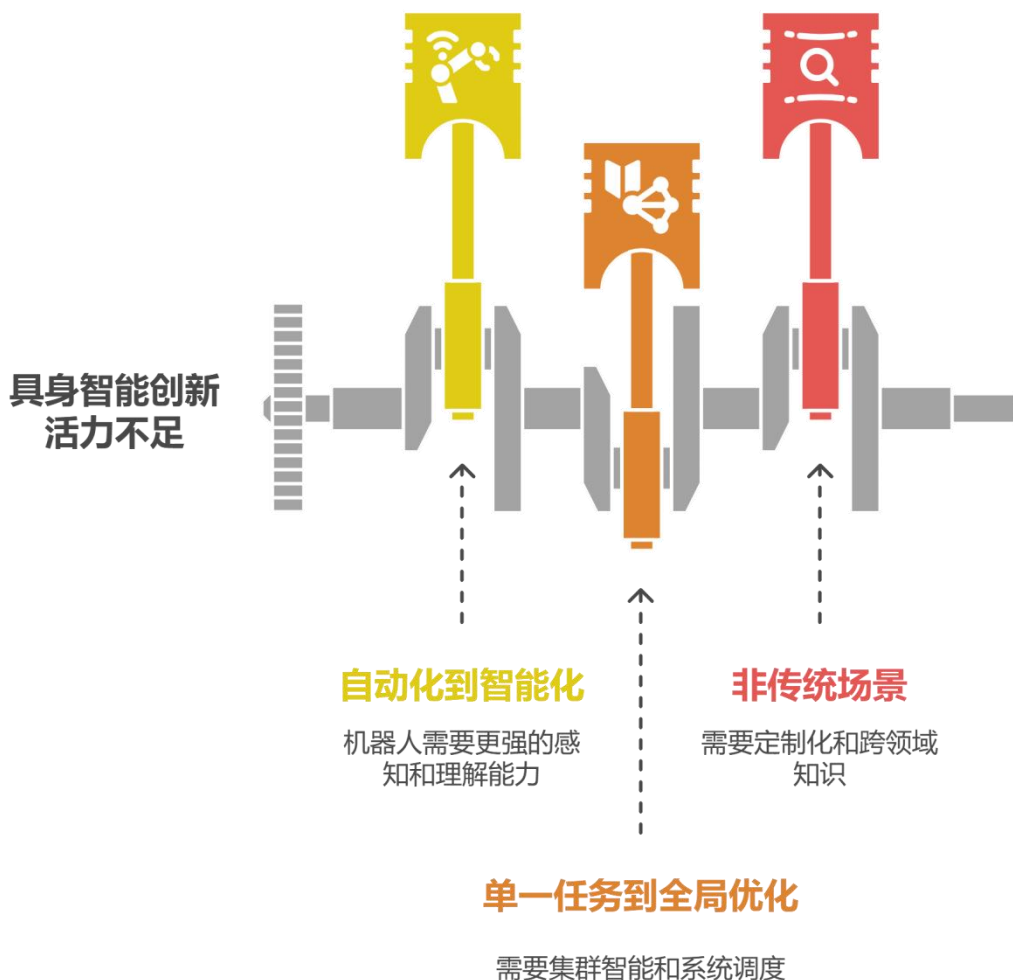 具身智能创新
活力不足
自动化到智能化
机器人需要更强的感
知和理解能力
非传统场景
需要定制化和跨领域
知识
单一任务到全局优化
需要集群智能和系统调度